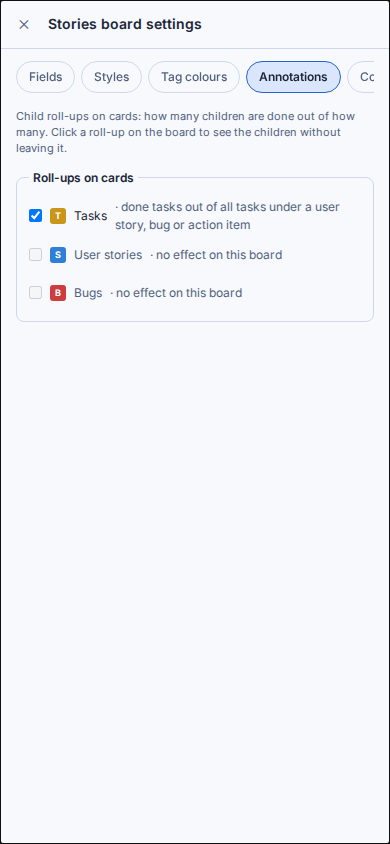 Stories board settings
Fields
Styles
Tag colours
Annotations
Co
Child roll-ups on cards: how many children are done out of how
many. Click a roll-up on the board to see the children without
leaving it.
Roll-ups on cards
T Tasks · done tasks out of all tasks under a user
story, bug or action item
S User stories · no effect on this board
B Bugs · no effect on this board